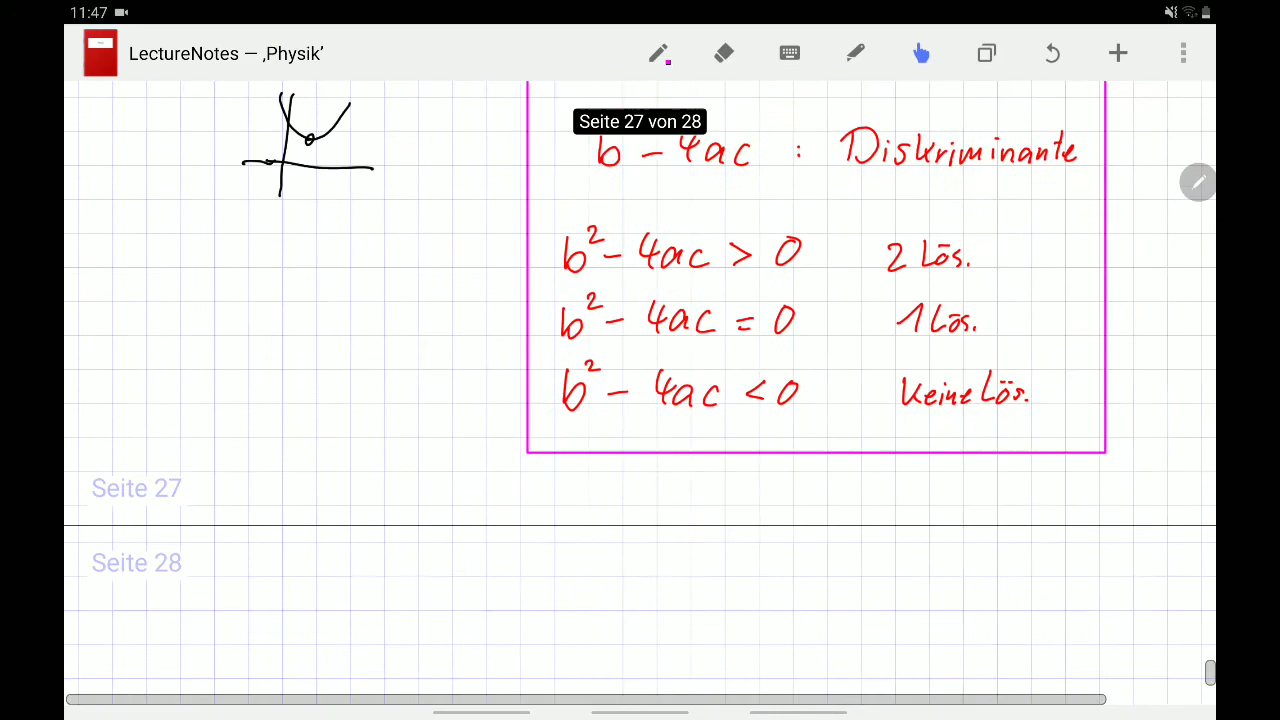 11:47
LectureNotes — ‚Physik‘
Seite 27 von 28
b - 4ac : Diskriminante
b² - 4ac > 0 2 Lös.
b² - 4ac = 0 1 Lös.
b² - 4ac < 0 keine Lös.
Seite 27
Seite 28